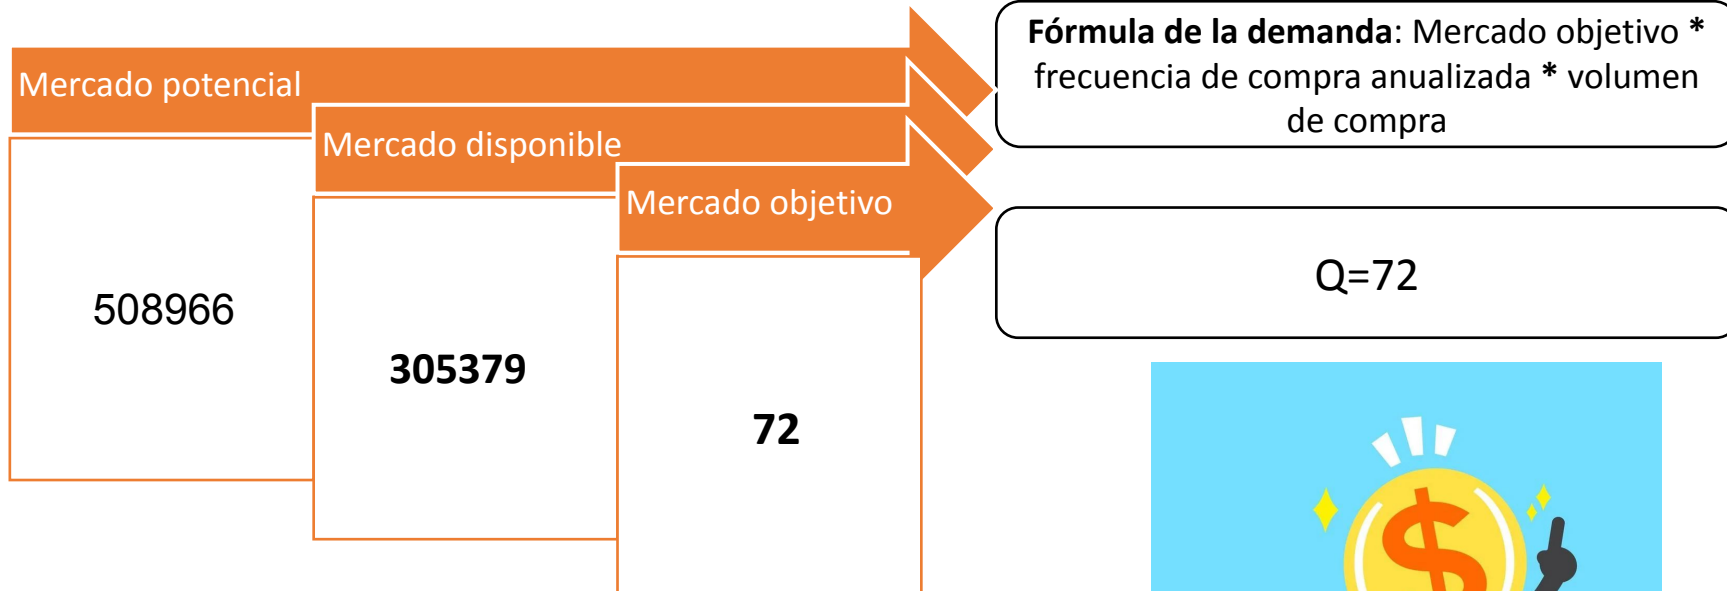 Mercado potencial
508966
Mercado disponible
305379
Mercado objetivo
72
Fórmula de la demanda: Mercado objetivo *
frecuencia de compra anualizada * volumen
de compra
Q=72
$